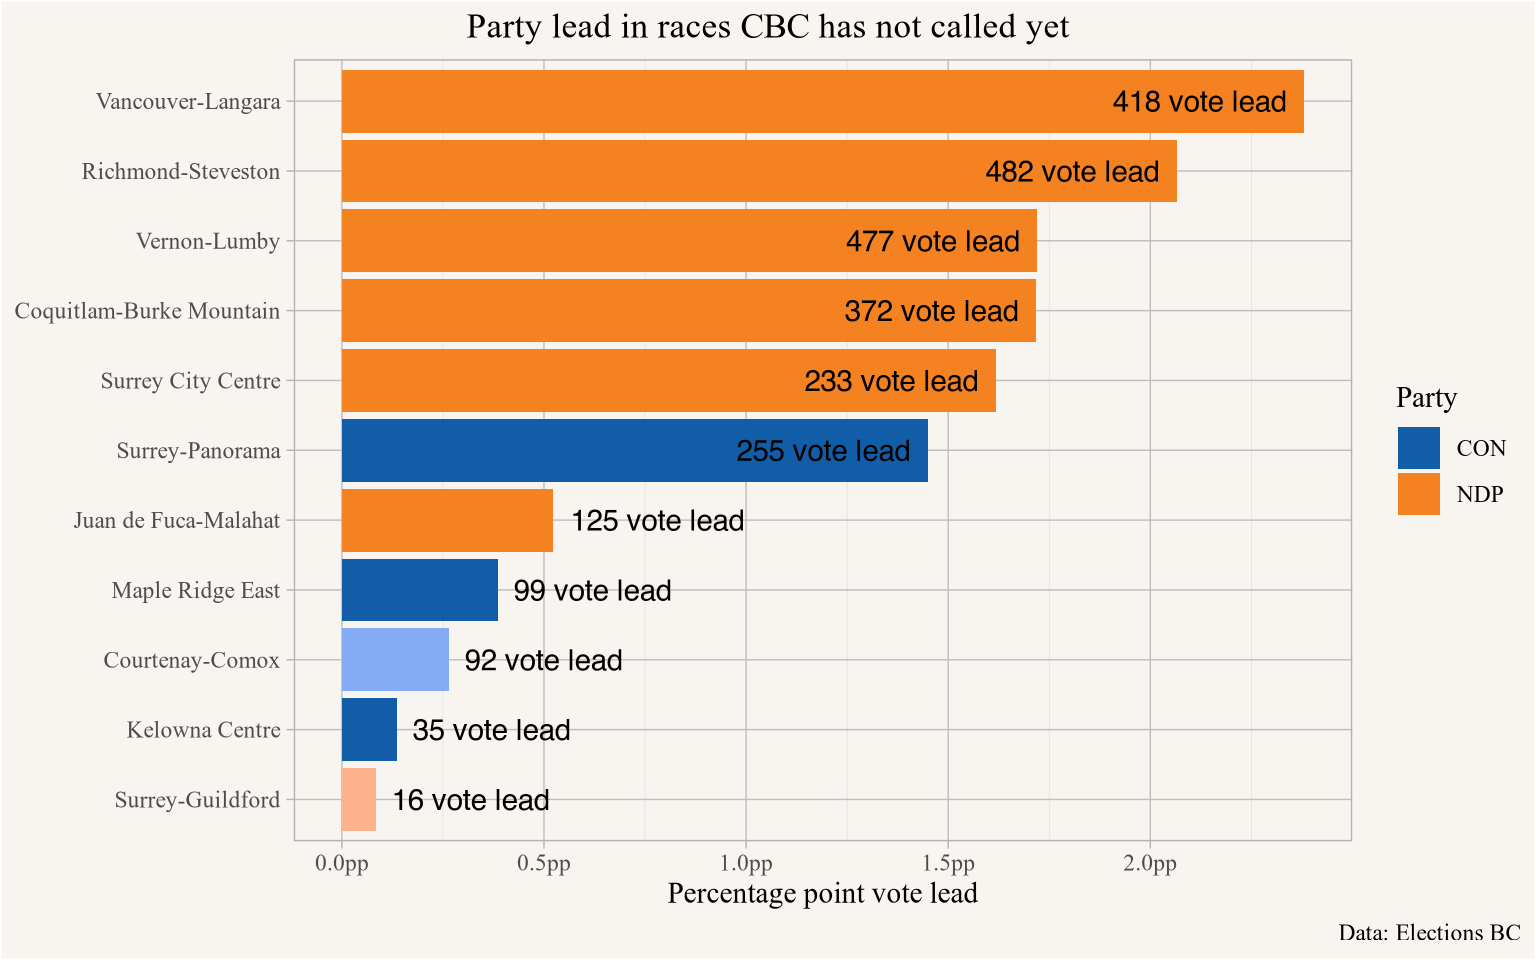 Party lead in races CBC has not called yet
Vancouver-Langara 418 vote lead
Richmond-Steveston 482 vote lead
Vernon-Lumby 477 vote lead
Coquitlam-Burke Mountain 372 vote lead
Surrey City Centre 233 vote lead
Surrey-Panorama 255 vote lead
Juan de Fuca-Malahat 125 vote lead
Maple Ridge East 99 vote lead
Courtenay-Comox 92 vote lead
Kelowna Centre 35 vote lead
Surrey-Guildford 16 vote lead
0.0pp 0.5pp 1.0pp 1.5pp 2.0pp
Percentage point vote lead
Party
CON
NDP
Data: Elections BC